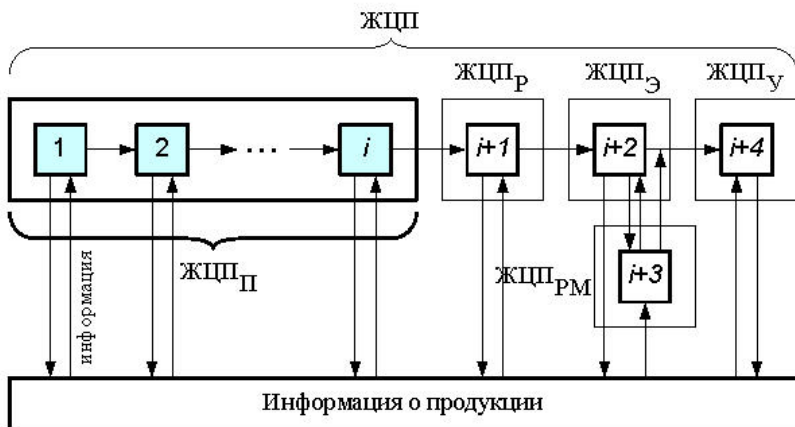 ЖЦП
ЖЦПР
ЖЦПЭ
ЖЦПУ
1
2
...
i
i+1
i+2
i+4
ЖЦПП
информация
ЖЦПРМ
i+3
Информация о продукции